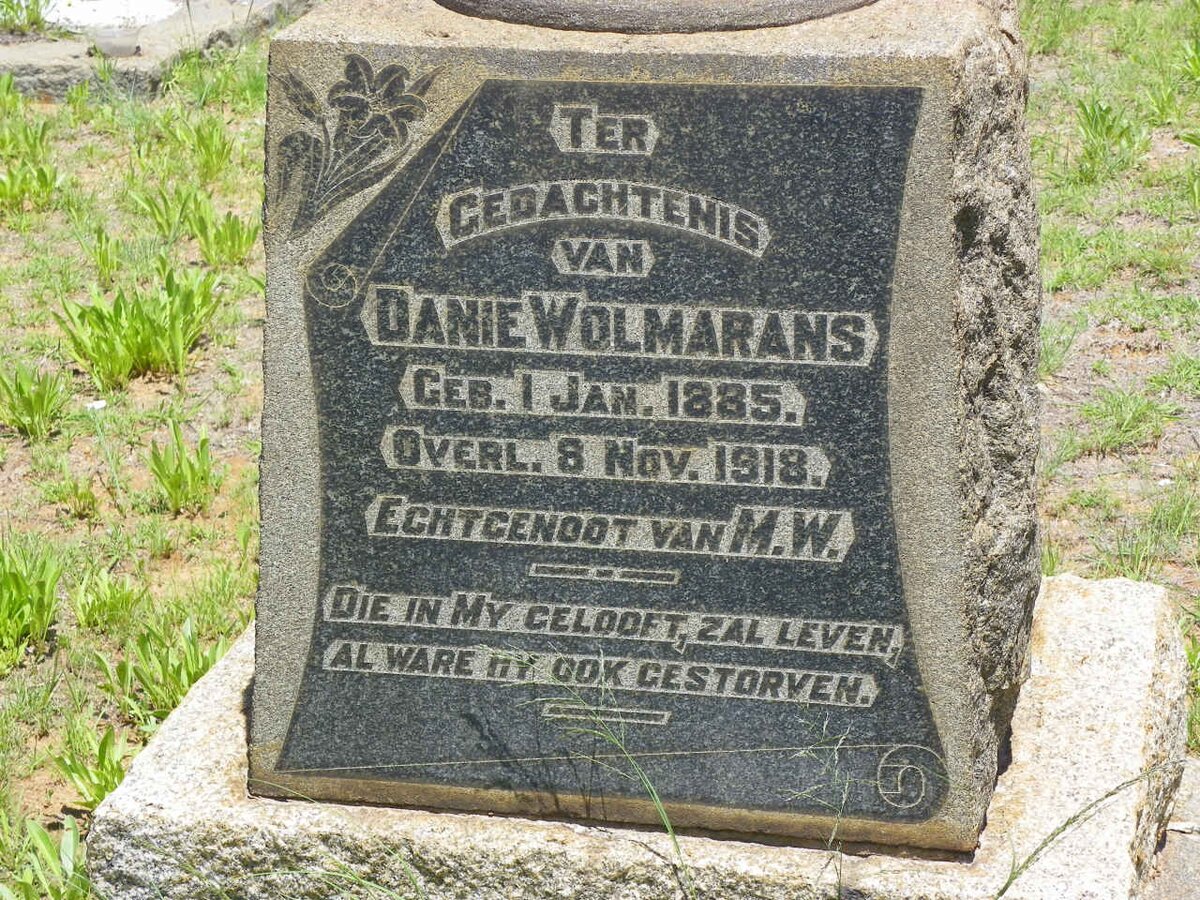 TER
GEDACHTENIS
VAN
DANIE WOLMARANS
GEB. 1 JAN. 1885.
OVERL. 8 NOV. 1918.
ECHTGENOOT VAN M.W.
DIE IN MY GELOOFT, ZAL LEVEN,
AL WARE HY OOK GESTORVEN.